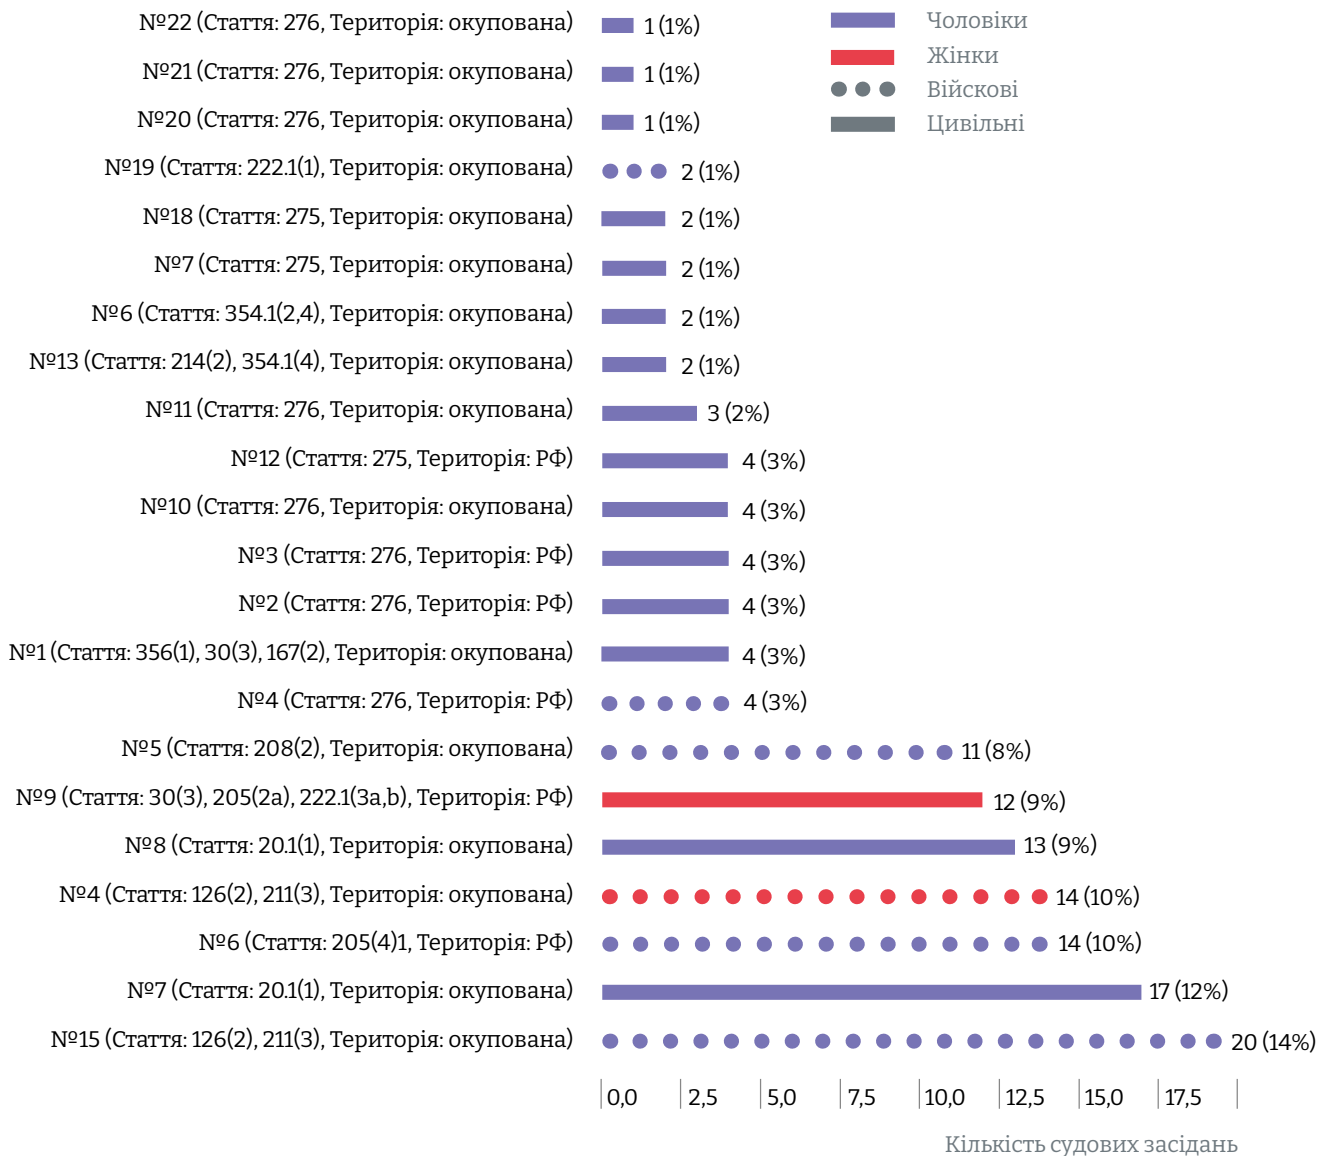 №22 (Стаття: 276, Територія: окупована) 1 (1%)
№21 (Стаття: 276, Територія: окупована) 1 (1%)
№20 (Стаття: 276, Територія: окупована) 1 (1%)
№19 (Стаття: 222.1(1), Територія: окупована) 2 (1%)
№18 (Стаття: 275, Територія: окупована) 2 (1%)
№7 (Стаття: 275, Територія: окупована) 2 (1%)
№6 (Стаття: 354.1(2,4), Територія: окупована) 2 (1%)
№13 (Стаття: 214(2), 354.1(4), Територія: окупована) 2 (1%)
№11 (Стаття: 276, Територія: окупована) 3 (2%)
№12 (Стаття: 275, Територія: РФ) 4 (3%)
№10 (Стаття: 276, Територія: окупована) 4 (3%)
№3 (Стаття: 276, Територія: РФ) 4 (3%)
№2 (Стаття: 276, Територія: РФ) 4 (3%)
№1 (Стаття: 356(1), 30(3), 167(2), Територія: окупована) 4 (3%)
№4 (Стаття: 276, Територія: РФ) 4 (3%)
№5 (Стаття: 208(2), Територія: окупована) 11 (8%)
№9 (Стаття: 30(3), 205(2a), 222.1(3a,b), Територія: РФ) 12 (9%)
№8 (Стаття: 20.1(1), Територія: окупована) 13 (9%)
№4 (Стаття: 126(2), 211(3), Територія: окупована) 14 (10%)
№6 (Стаття: 205(4)1, Територія: РФ) 14 (10%)
№7 (Стаття: 20.1(1), Територія: окупована) 17 (12%)
№15 (Стаття: 126(2), 211(3), Територія: окупована) 20 (14%)
Чоловіки
Жінки
Війскові
Цивільні
0,0 2,5 5,0 7,5 10,0 12,5 15,0 17,5
Кількість судових засідань